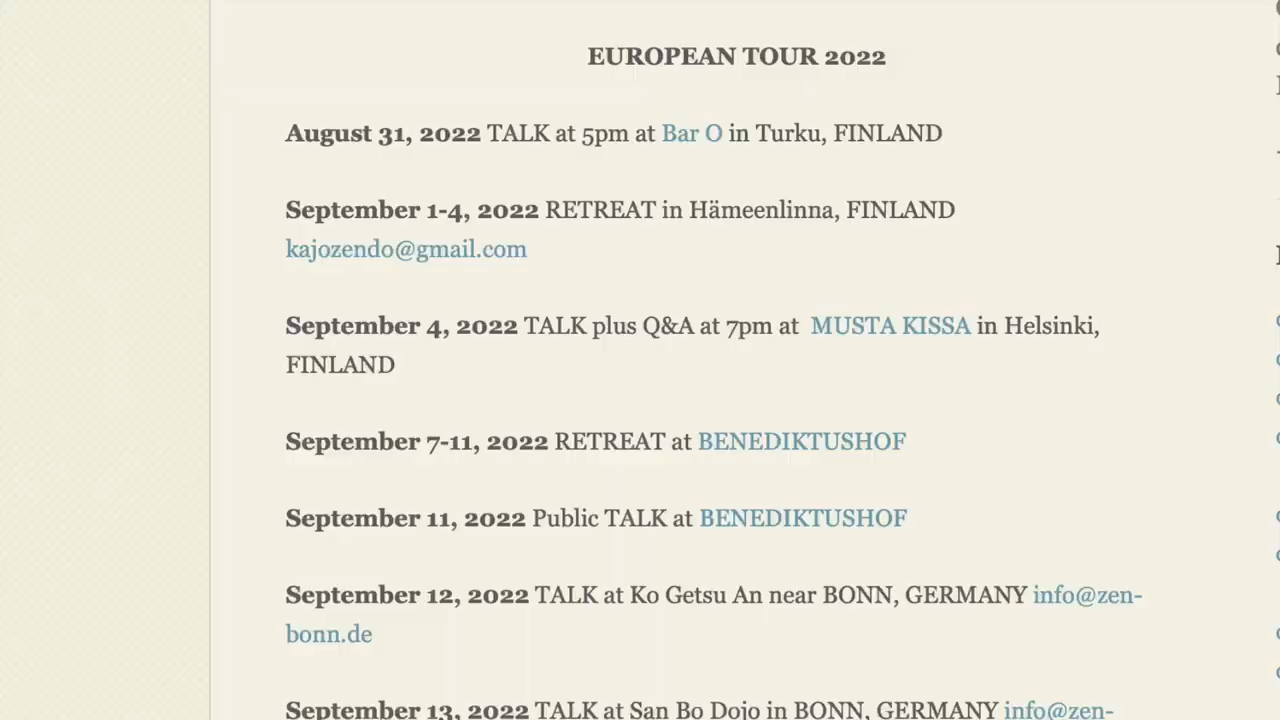 EUROPEAN TOUR 2022
August 31, 2022 TALK at 5pm at Bar O in Turku, FINLAND
September 1-4, 2022 RETREAT in Hämeenlinna, FINLAND
kajozendo@gmail.com
September 4, 2022 TALK plus Q&A at 7pm at MUSTA KISSA in Helsinki,
FINLAND
September 7-11, 2022 RETREAT at BENEDIKTUSHOF
September 11, 2022 Public TALK at BENEDIKTUSHOF
September 12, 2022 TALK at Ko Getsu An near BONN, GERMANY info@zen-
bonn.de
September 13, 2022 TALK at San Bo Dojo in BONN, GERMANY info@zen-